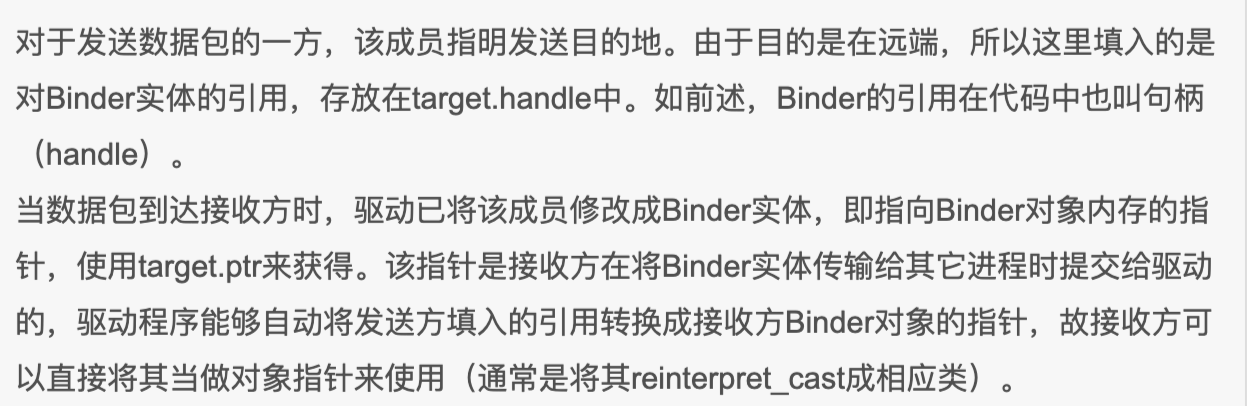 对于发送数据包的一方，该成员指明发送目的地。由于目的是在远端，所以这里填入的是
对Binder实体的引用，存放在target.handle中。如前述，Binder的引用在代码中也叫句柄
（handle）。
当数据包到达接收方时，驱动已将该成员修改成Binder实体，即指向Binder对象内存的指
针，使用target.ptr来获得。该指针是接收方在将Binder实体传输给其它进程时提交给驱动
的，驱动程序能够自动将发送方填入的引用转换成接收方Binder对象的指针，故接收方可
以直接将其当做对象指针来使用（通常是将其reinterpret_cast成相应类）。